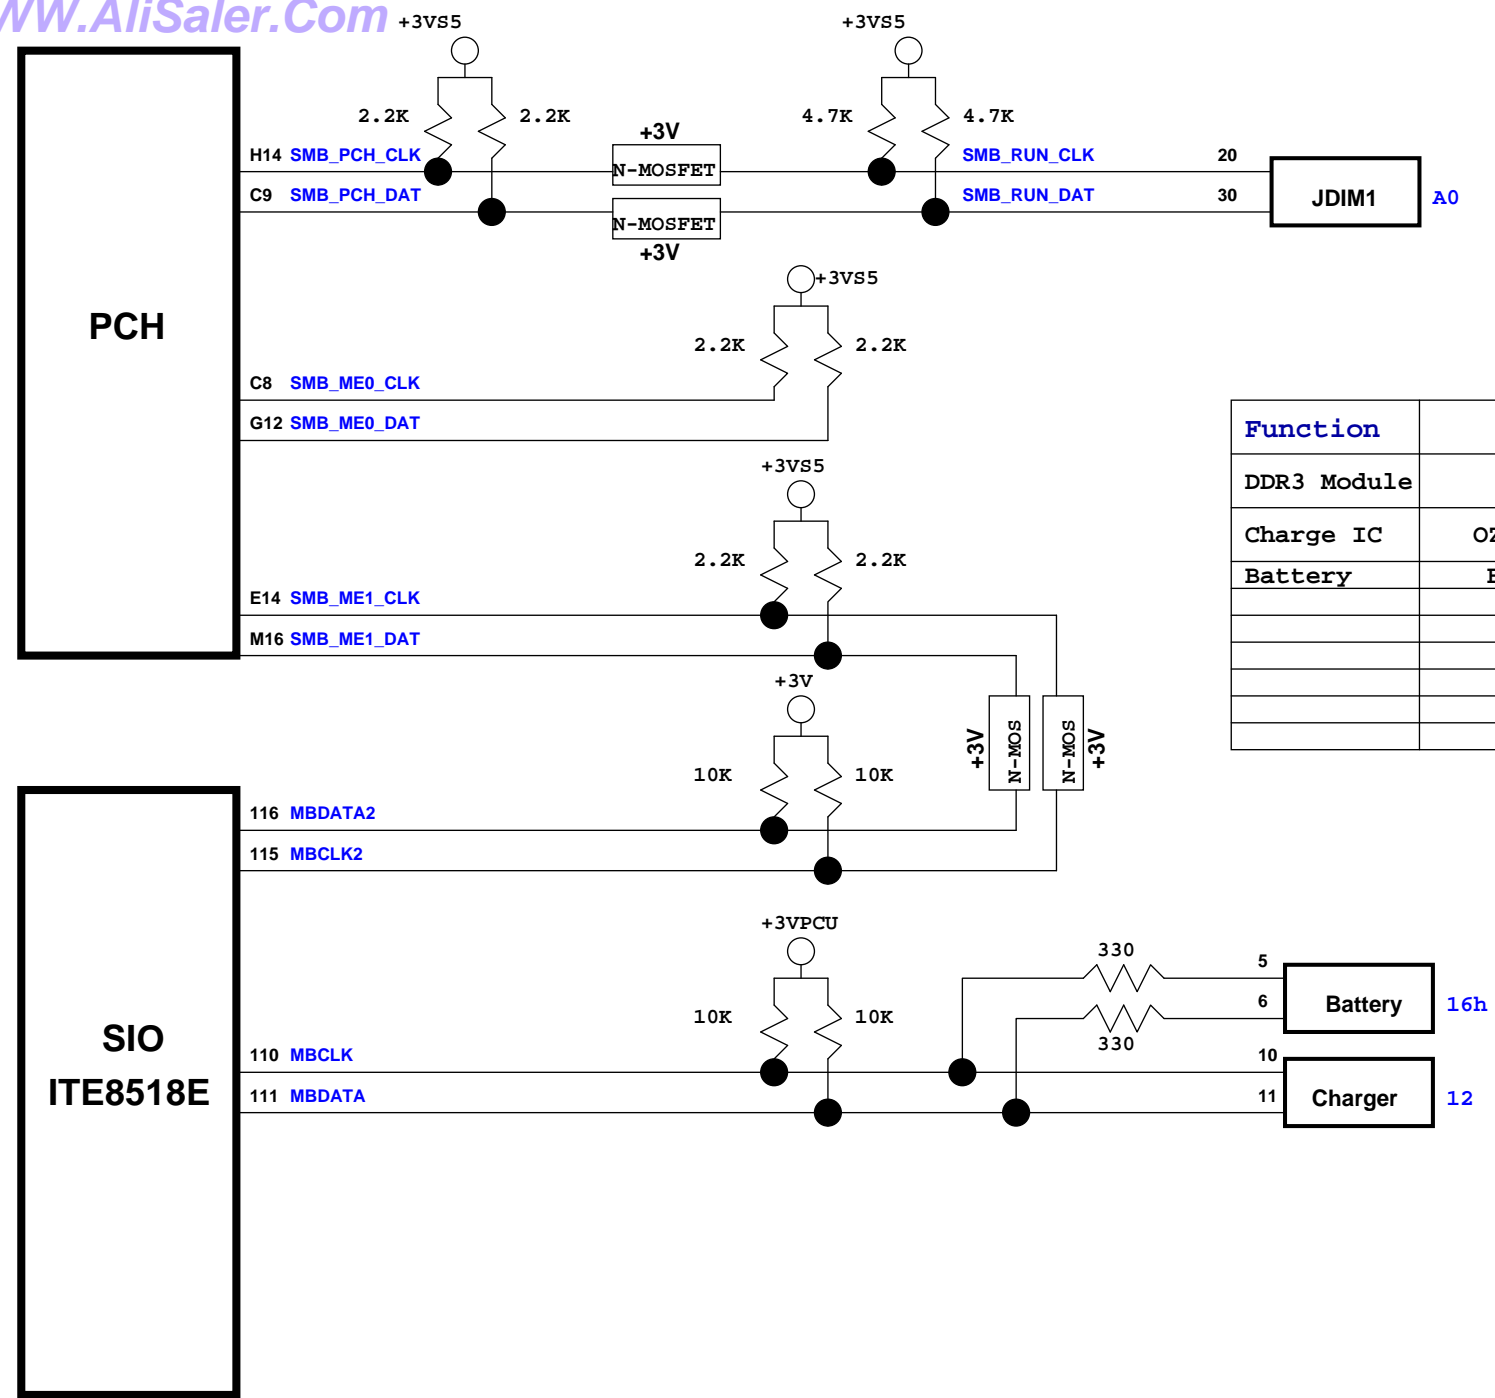 WW.AliSaler.Com
+3VS5
+3VS5
2.2K
2.2K
4.7K
4.7K
+3V
H14 SMB_PCH_CLK
N-MOSFET
SMB_RUN_CLK
20
C9 SMB_PCH_DAT
N-MOSFET
SMB_RUN_DAT
30
JDIM1
A0
+3V
+3VS5
PCH
2.2K
2.2K
C8 SMB_ME0_CLK
G12 SMB_ME0_DAT
Function
+3VS5
DDR3 Module
Charge IC
OZ
2.2K
2.2K
Battery
E14 SMB_ME1_CLK
M16 SMB_ME1_DAT
+3V
+3V
N-MOS
N-MOS
+3V
10K
10K
116 MBDATA2
115 MBCLK2
+3VPCU
330
5
10K
10K
6
Battery
16h
330
SIO
ITE8518E
110 MBCLK
10
111 MBDATA
11
Charger
12